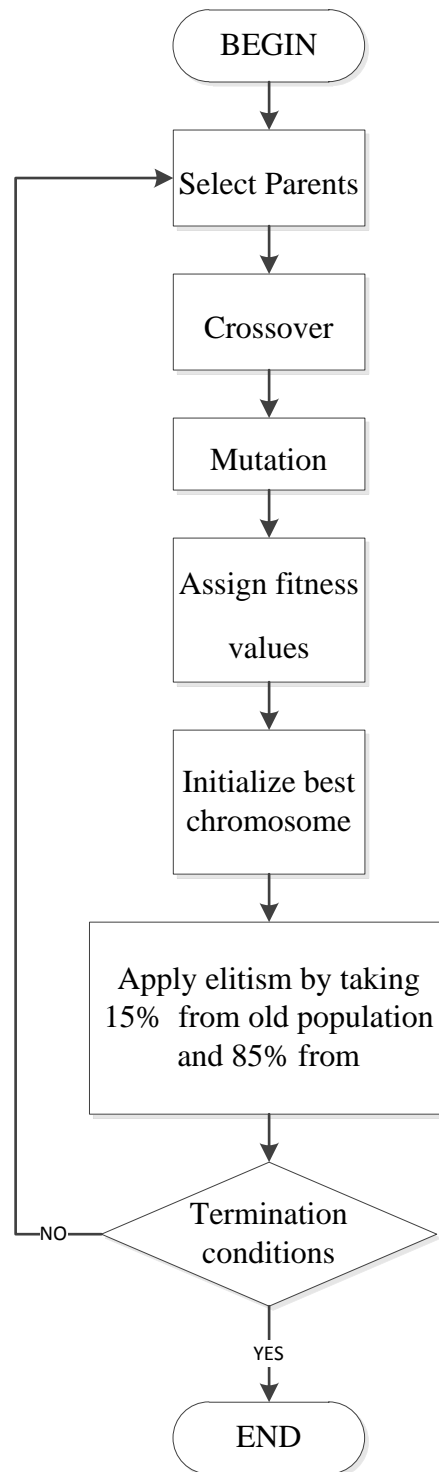 BEGIN
Select Parents
Crossover
Mutation
Assign fitness
values
Initialize best
chromosome
Apply elitism by taking
15% from old population
and 85% from
Termination
conditions
NO
YES
END